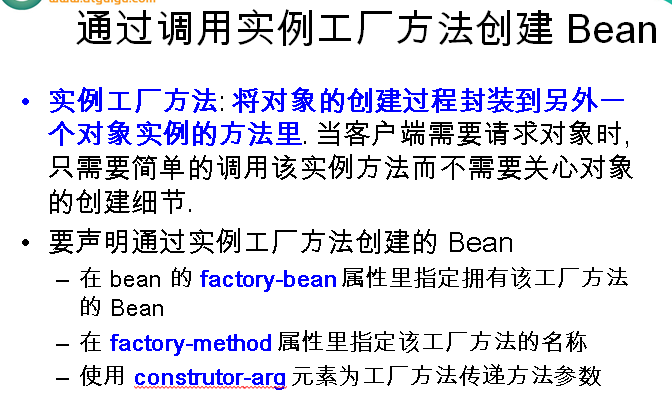 www.atguigu.com
通过调用实例工厂方法创建 Bean
• 实例工厂方法: 将对象的创建过程封装到另外一
个对象实例的方法里. 当客户端需要请求对象时,
只需要简单的调用该实例方法而不需要关心对象
的创建细节.
• 要声明通过实例工厂方法创建的 Bean
– 在 bean 的 factory-bean 属性里指定拥有该工厂方法
的 Bean
– 在 factory-method 属性里指定该工厂方法的名称
– 使用 construtor-arg 元素为工厂方法传递方法参数